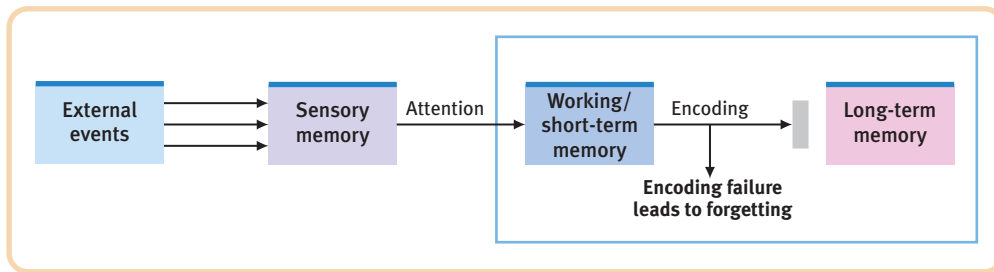 External
events
Sensory
memory
Attention
Working/
short-term
memory
Encoding
Long-term
memory
Encoding failure
leads to forgetting